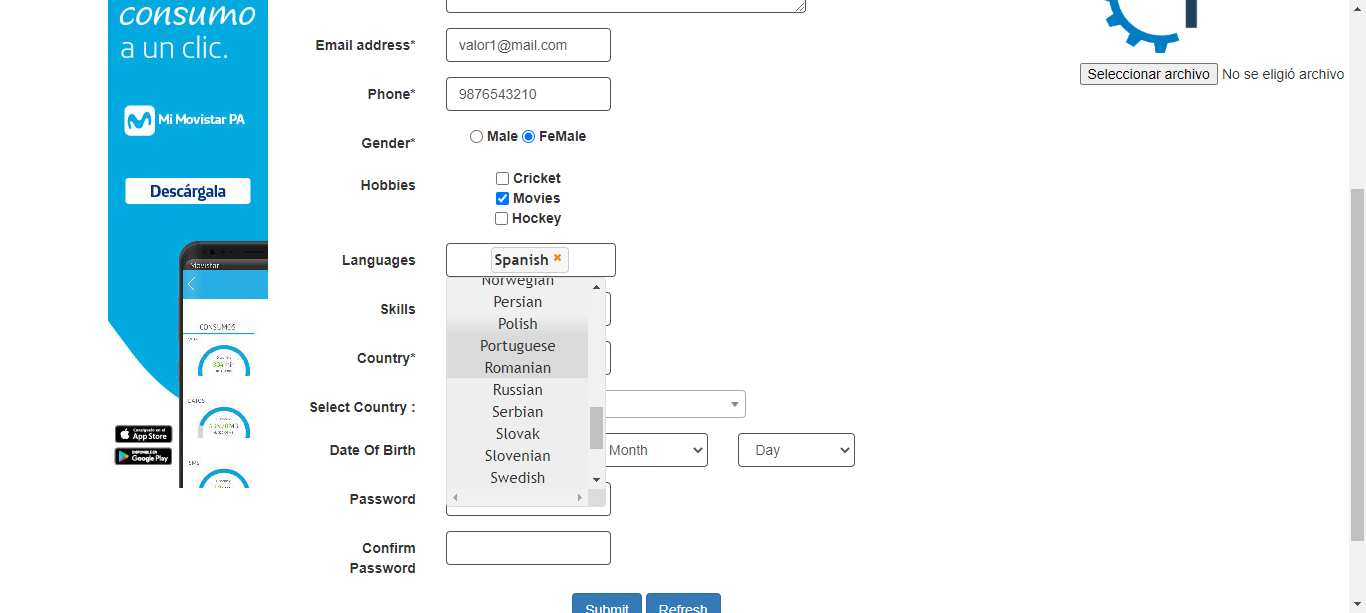 consumo
a un clic.
Mi Movistar PA
Descárgala
Movistar
CONSUMOS
DATOS
SMS
App Store
Google Play
Email address*
valor1@mail.com
Phone*
9876543210
Gender*
Male FeMale
Hobbies
Cricket
Movies
Hockey
Languages
Spanish
Norwegian
Persian
Polish
Portuguese
Romanian
Russian
Serbian
Slovak
Slovenian
Swedish
Skills
Country*
Select Country :
Date Of Birth
Month
Day
Password
Confirm
Password
Submit Refresh
Seleccionar archivo No se eligió archivo